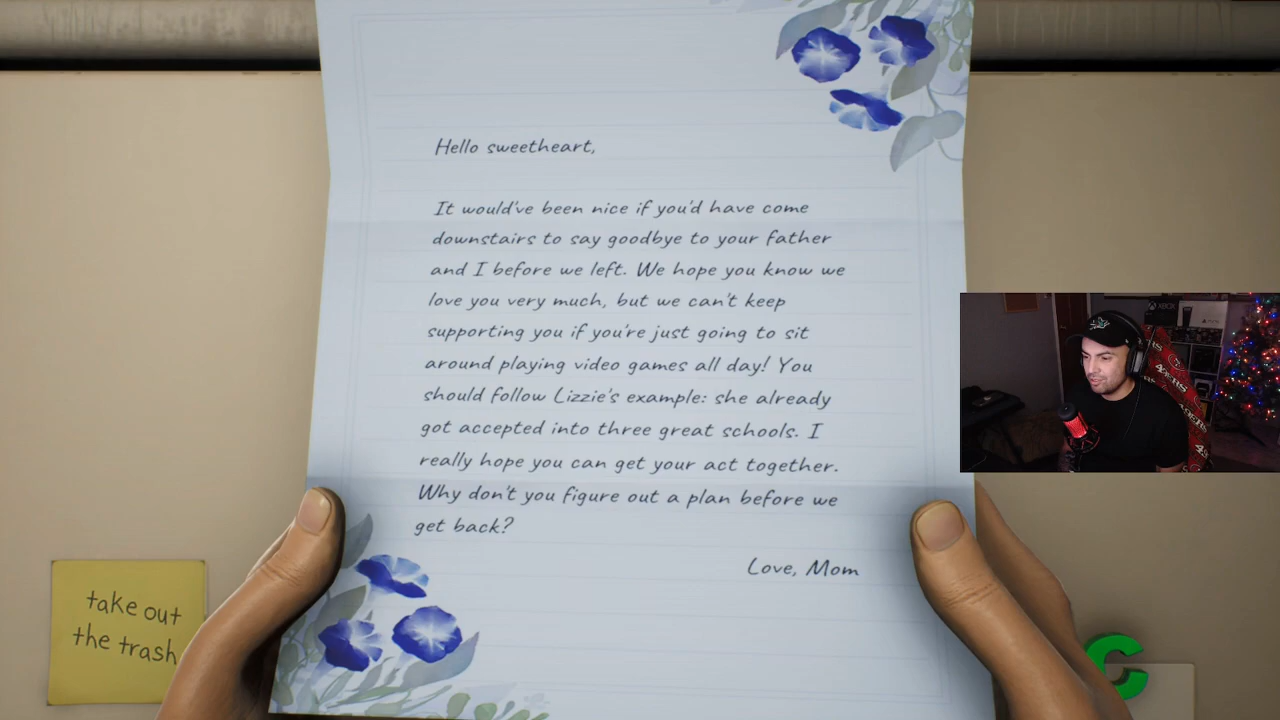 Hello sweetheart,
It would've been nice if you'd have come
downstairs to say goodbye to your father
and I before we left. We hope you know we
love you very much, but we can't keep
supporting you if you're just going to sit
around playing video games all day! You
should follow Lizzie's example: she already
got accepted into three great schools. I
really hope you can get your act together.
Why don't you figure out a plan before we
get back?
Love, Mom
take out
the trash
C
XBOX
49ERS